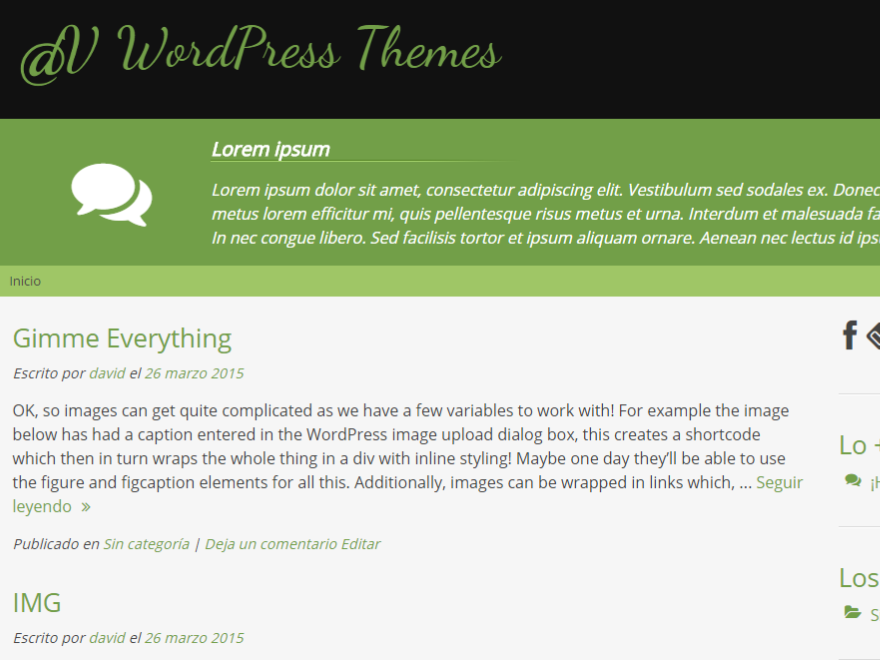 @V WordPress Themes
Lorem ipsum
Lorem ipsum dolor sit amet, consectetur adipiscing elit. Vestibulum sed sodales ex. Donec
metus lorem efficitur mi, quis pellentesque risus metus et urna. Interdum et malesuada
In nec congue libero. Sed facilisis tortor et ipsum aliquam ornare. Aenean nec lectus id
Inicio
Gimme Everything
Escrito por david el 26 marzo 2015
OK, so images can get quite complicated as we have a few variables to work with! For example the image
below has had a caption entered in the WordPress image upload dialog box, this creates a shortcode
which then in turn wraps the whole thing in a div with inline styling! Maybe one day they'll be able to use
the figure and figcaption elements for all this. Additionally, images can be wrapped in links which, ... Seguir
leyendo »
Publicado en Sin categoría | Deja un comentario Editar
IMG
Escrito por david el 26 marzo 2015
Lo +
Los